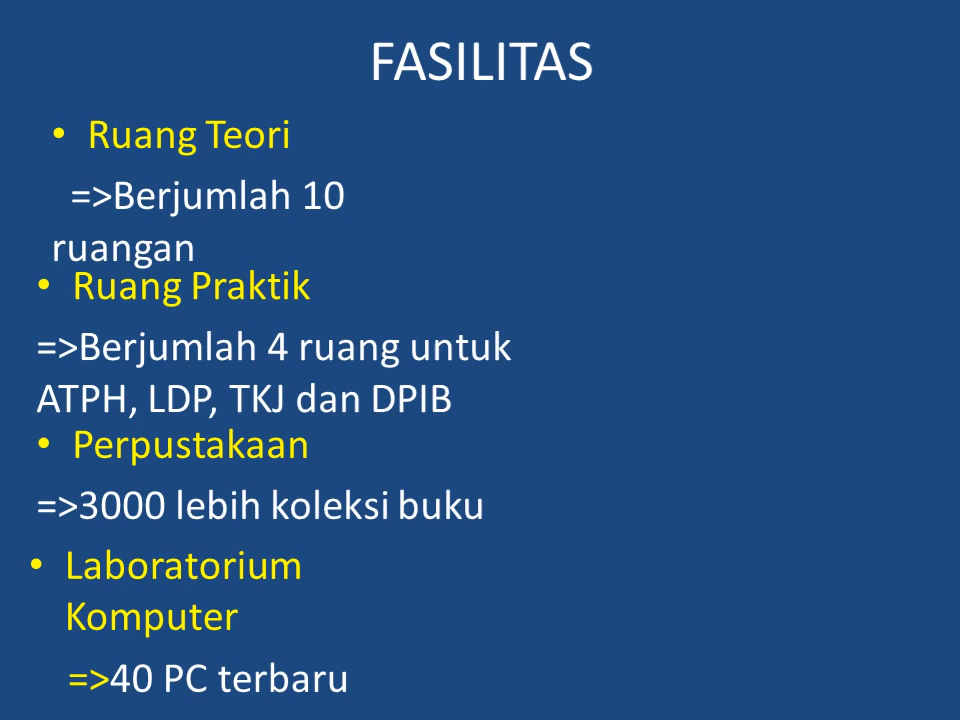 FASILITAS
• Ruang Teori
=>Berjumlah 10
ruangan
• Ruang Praktik
=>Berjumlah 4 ruang untuk
ATPH, LDP, TKJ dan DPIB
• Perpustakaan
=>3000 lebih koleksi buku
• Laboratorium
Komputer
=>40 PC terbaru